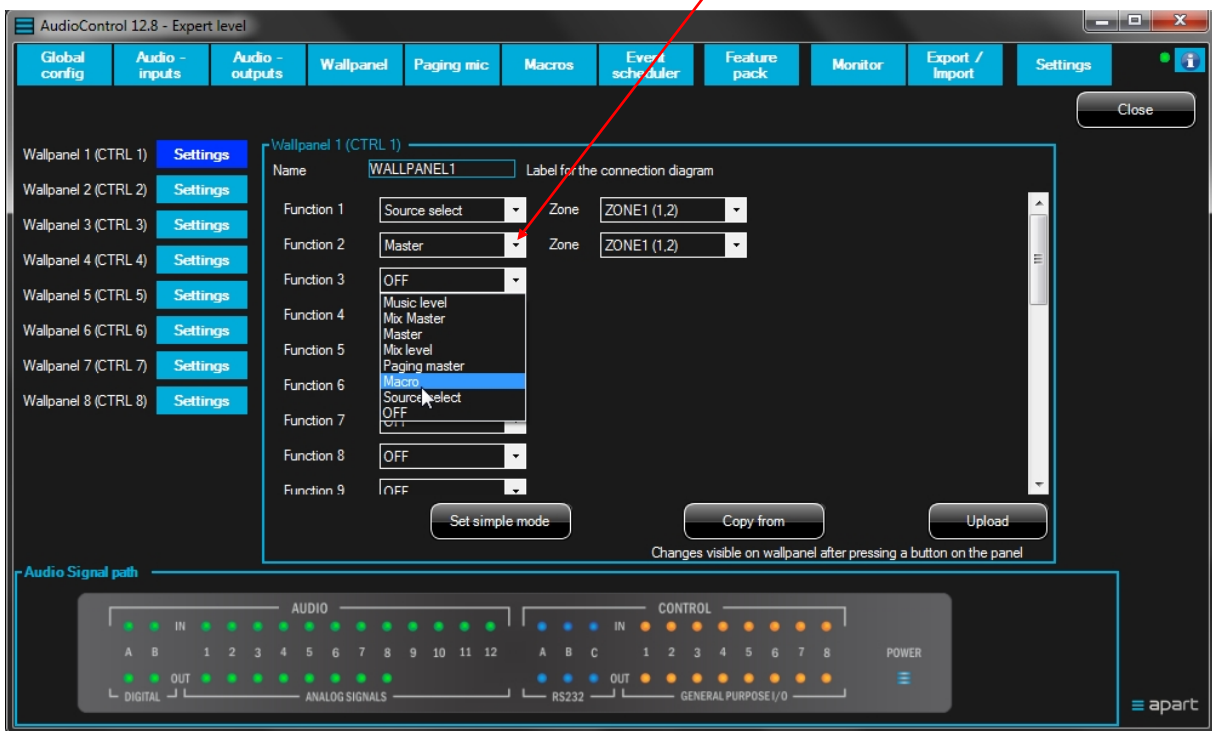 AudioControl 12.8 - Expert level
Global config
Audio - inputs
Audio - outputs
Wallpanel
Paging mic
Macros
Event scheduler
Feature pack
Monitor
Export / Import
Settings
Close
Wallpanel 1 (CTRL 1) Settings
Wallpanel 2 (CTRL 2) Settings
Wallpanel 3 (CTRL 3) Settings
Wallpanel 4 (CTRL 4) Settings
Wallpanel 5 (CTRL 5) Settings
Wallpanel 6 (CTRL 6) Settings
Wallpanel 7 (CTRL 7) Settings
Wallpanel 8 (CTRL 8) Settings
Wallpanel 1 (CTRL 1)
Name WALLPANEL1 Label for the connection diagram
Function 1 Source select Zone ZONE1 (1,2)
Function 2 Master Zone ZONE1 (1,2)
Function 3 OFF
Music level
Function 4 Mix Master
Master
Function 5 Mix level
Paging master
Function 6 Macro
Source select
OFF
Function 7 OFF
Function 8 OFF
Function 9 OFF
Set simple mode Copy from Upload
Changes visible on wallpanel after pressing a button on the panel
Audio Signal path
AUDIO CONTROL
IN IN
A B 1 2 3 4 5 6 7 8 9 10 11 12 A B C 1 2 3 4 5 6 7 8 POWER
OUT OUT
DIGITAL ANALOG SIGNALS RS232 GENERAL PURPOSE I/O
apart